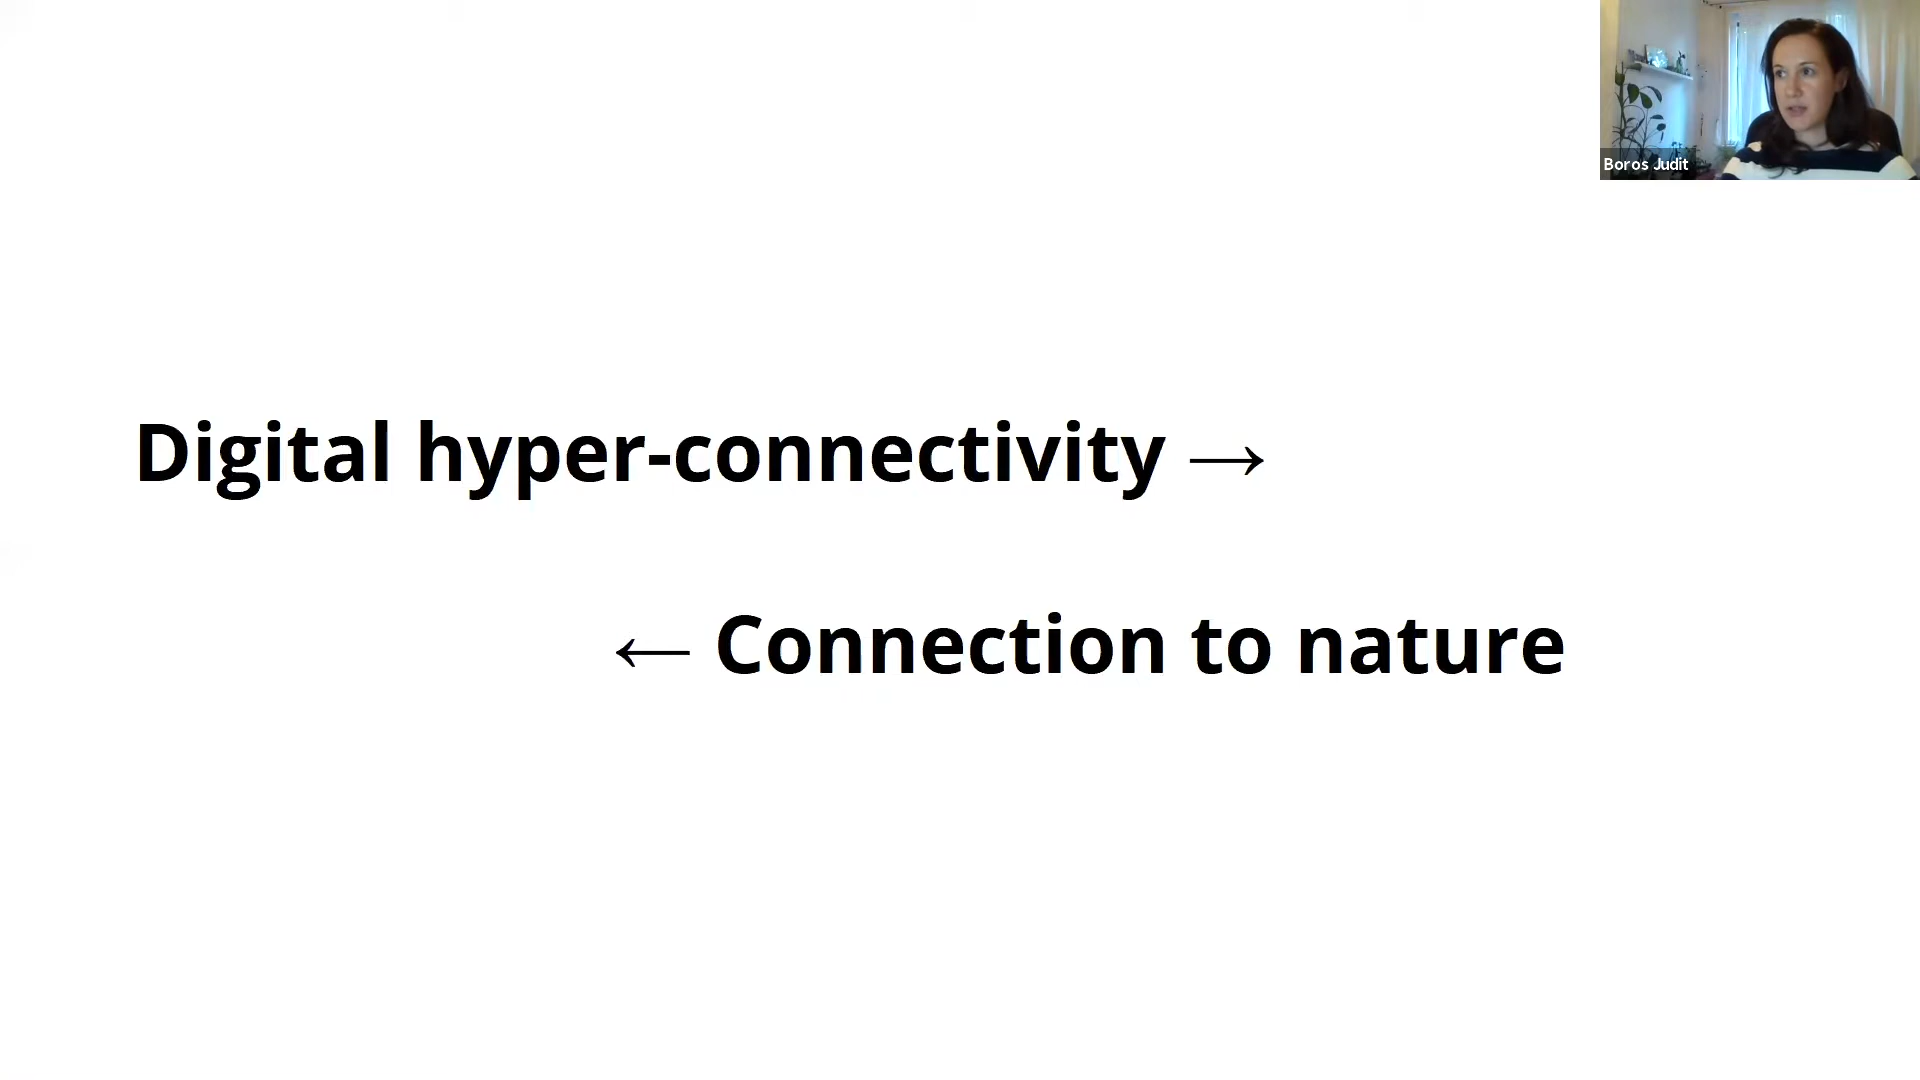 Boros Judit
Digital hyper-connectivity →
← Connection to nature